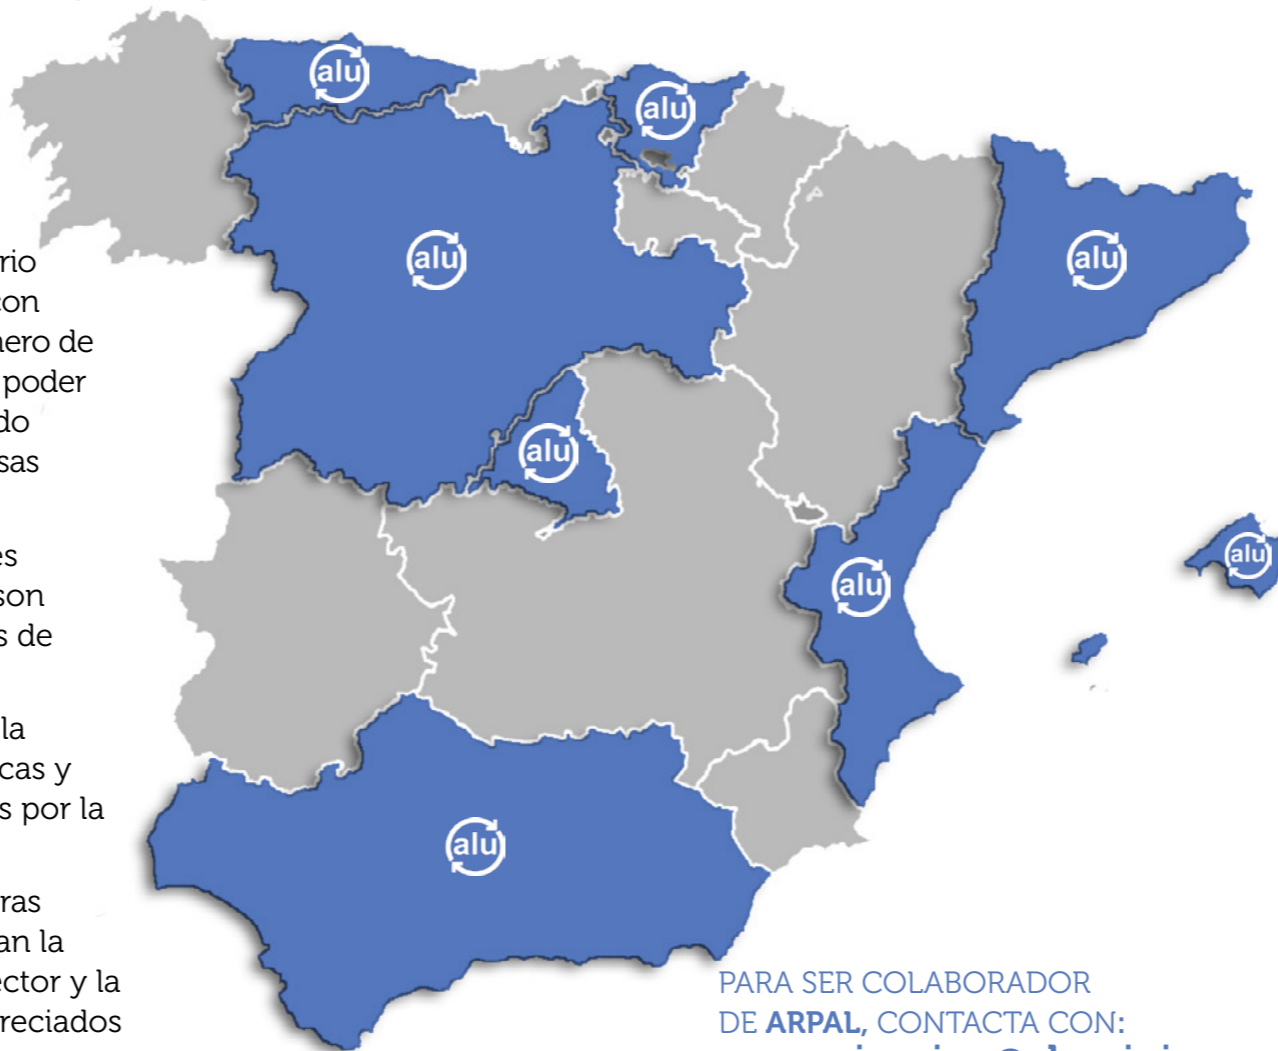 rio
con
nero de
poder
do
sas
es
son
s de
la
cas y
s por la
ras
an la
ector y la
reciados
alu
alu
alu
alu
alu
alu
alu
alu
PARA SER COLABORADOR
DE ARPAL, CONTACTA CON: